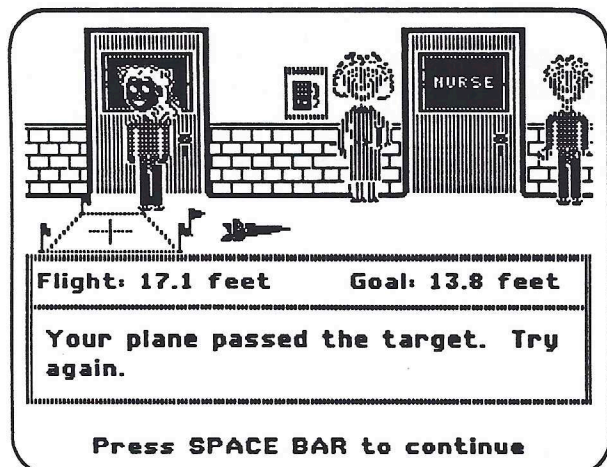 NURSE
Flight: 17.1 feet Goal: 13.8 feet
Your plane passed the target. Try
again.
Press SPACE BAR to continue